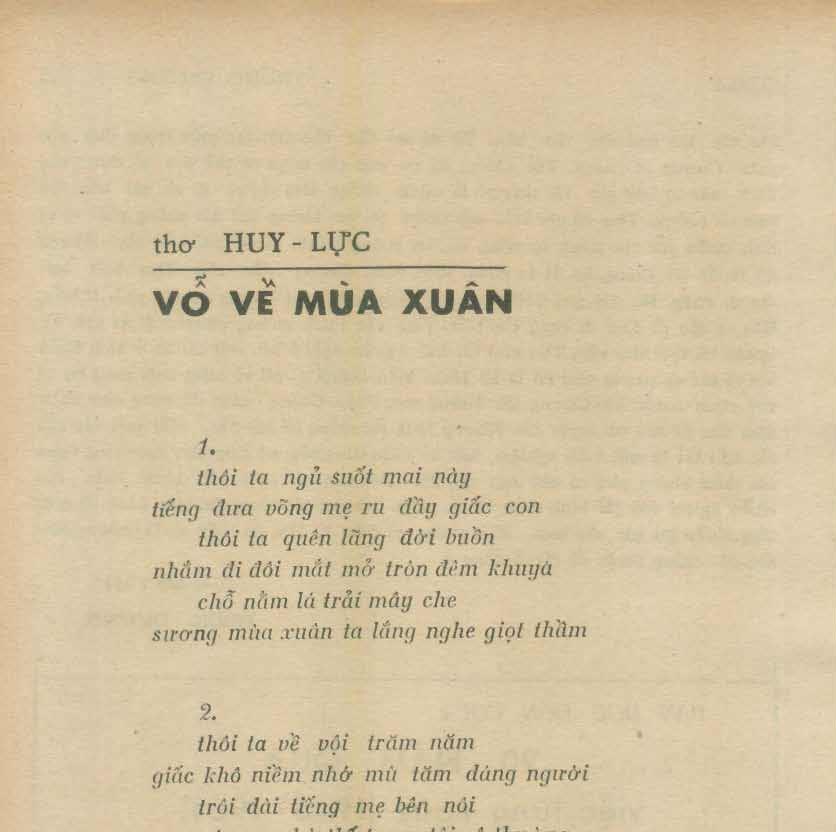 thơ HUY - LỰC
VỖ VỀ MÙA XUÂN
1.
thôi ta ngủ suốt mai này
tiếng đưa võng mẹ ru đầy giấc con
thôi ta quên lãng đời buồn
nhắm đi đôi mắt mở tròn đêm khuya
chỗ nằm lá trải mây che
sương mùa xuân ta lắng nghe giọt thầm
2.
thôi ta về vội trăm năm
giấc khô niềm nhớ mù tăm dáng người
trôi dài tiếng mẹ bên nôi